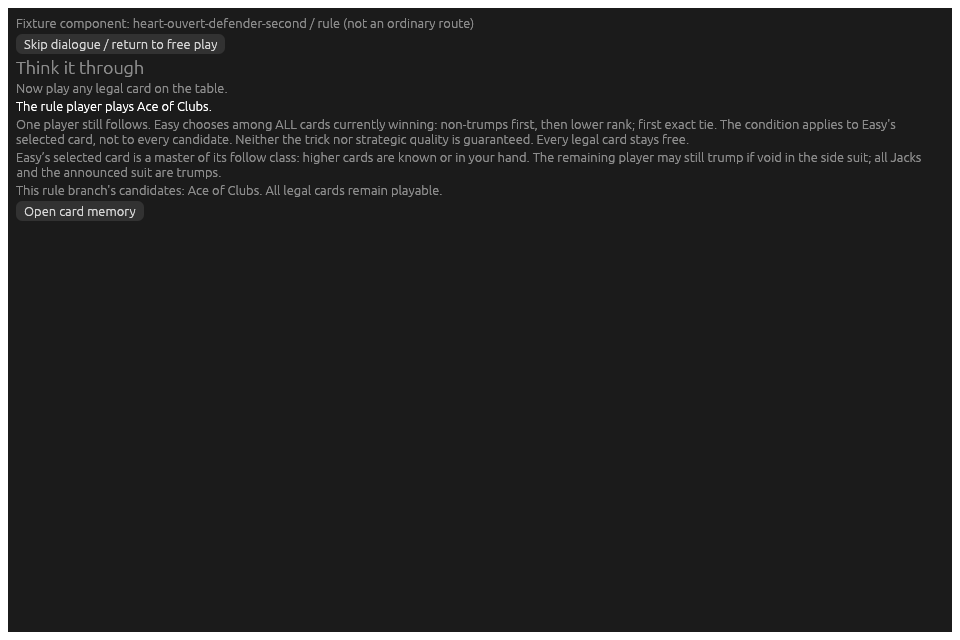 Fixture component: heart-ouvert-defender-second / rule (not an ordinary route)
Skip dialogue / return to free play
Think it through
Now play any legal card on the table.
The rule player plays Ace of Clubs.
One player still follows. Easy chooses among ALL cards currently winning: non-trumps first, then lower rank; first exact tie. The condition applies to Easy's
selected card, not to every candidate. Neither the trick nor strategic quality is guaranteed. Every legal card stays free.
Easy's selected card is a master of its follow class: higher cards are known or in your hand. The remaining player may still trump if void in the side suit; all Jacks
and the announced suit are trumps.
This rule branch's candidates: Ace of Clubs. All legal cards remain playable.
Open card memory